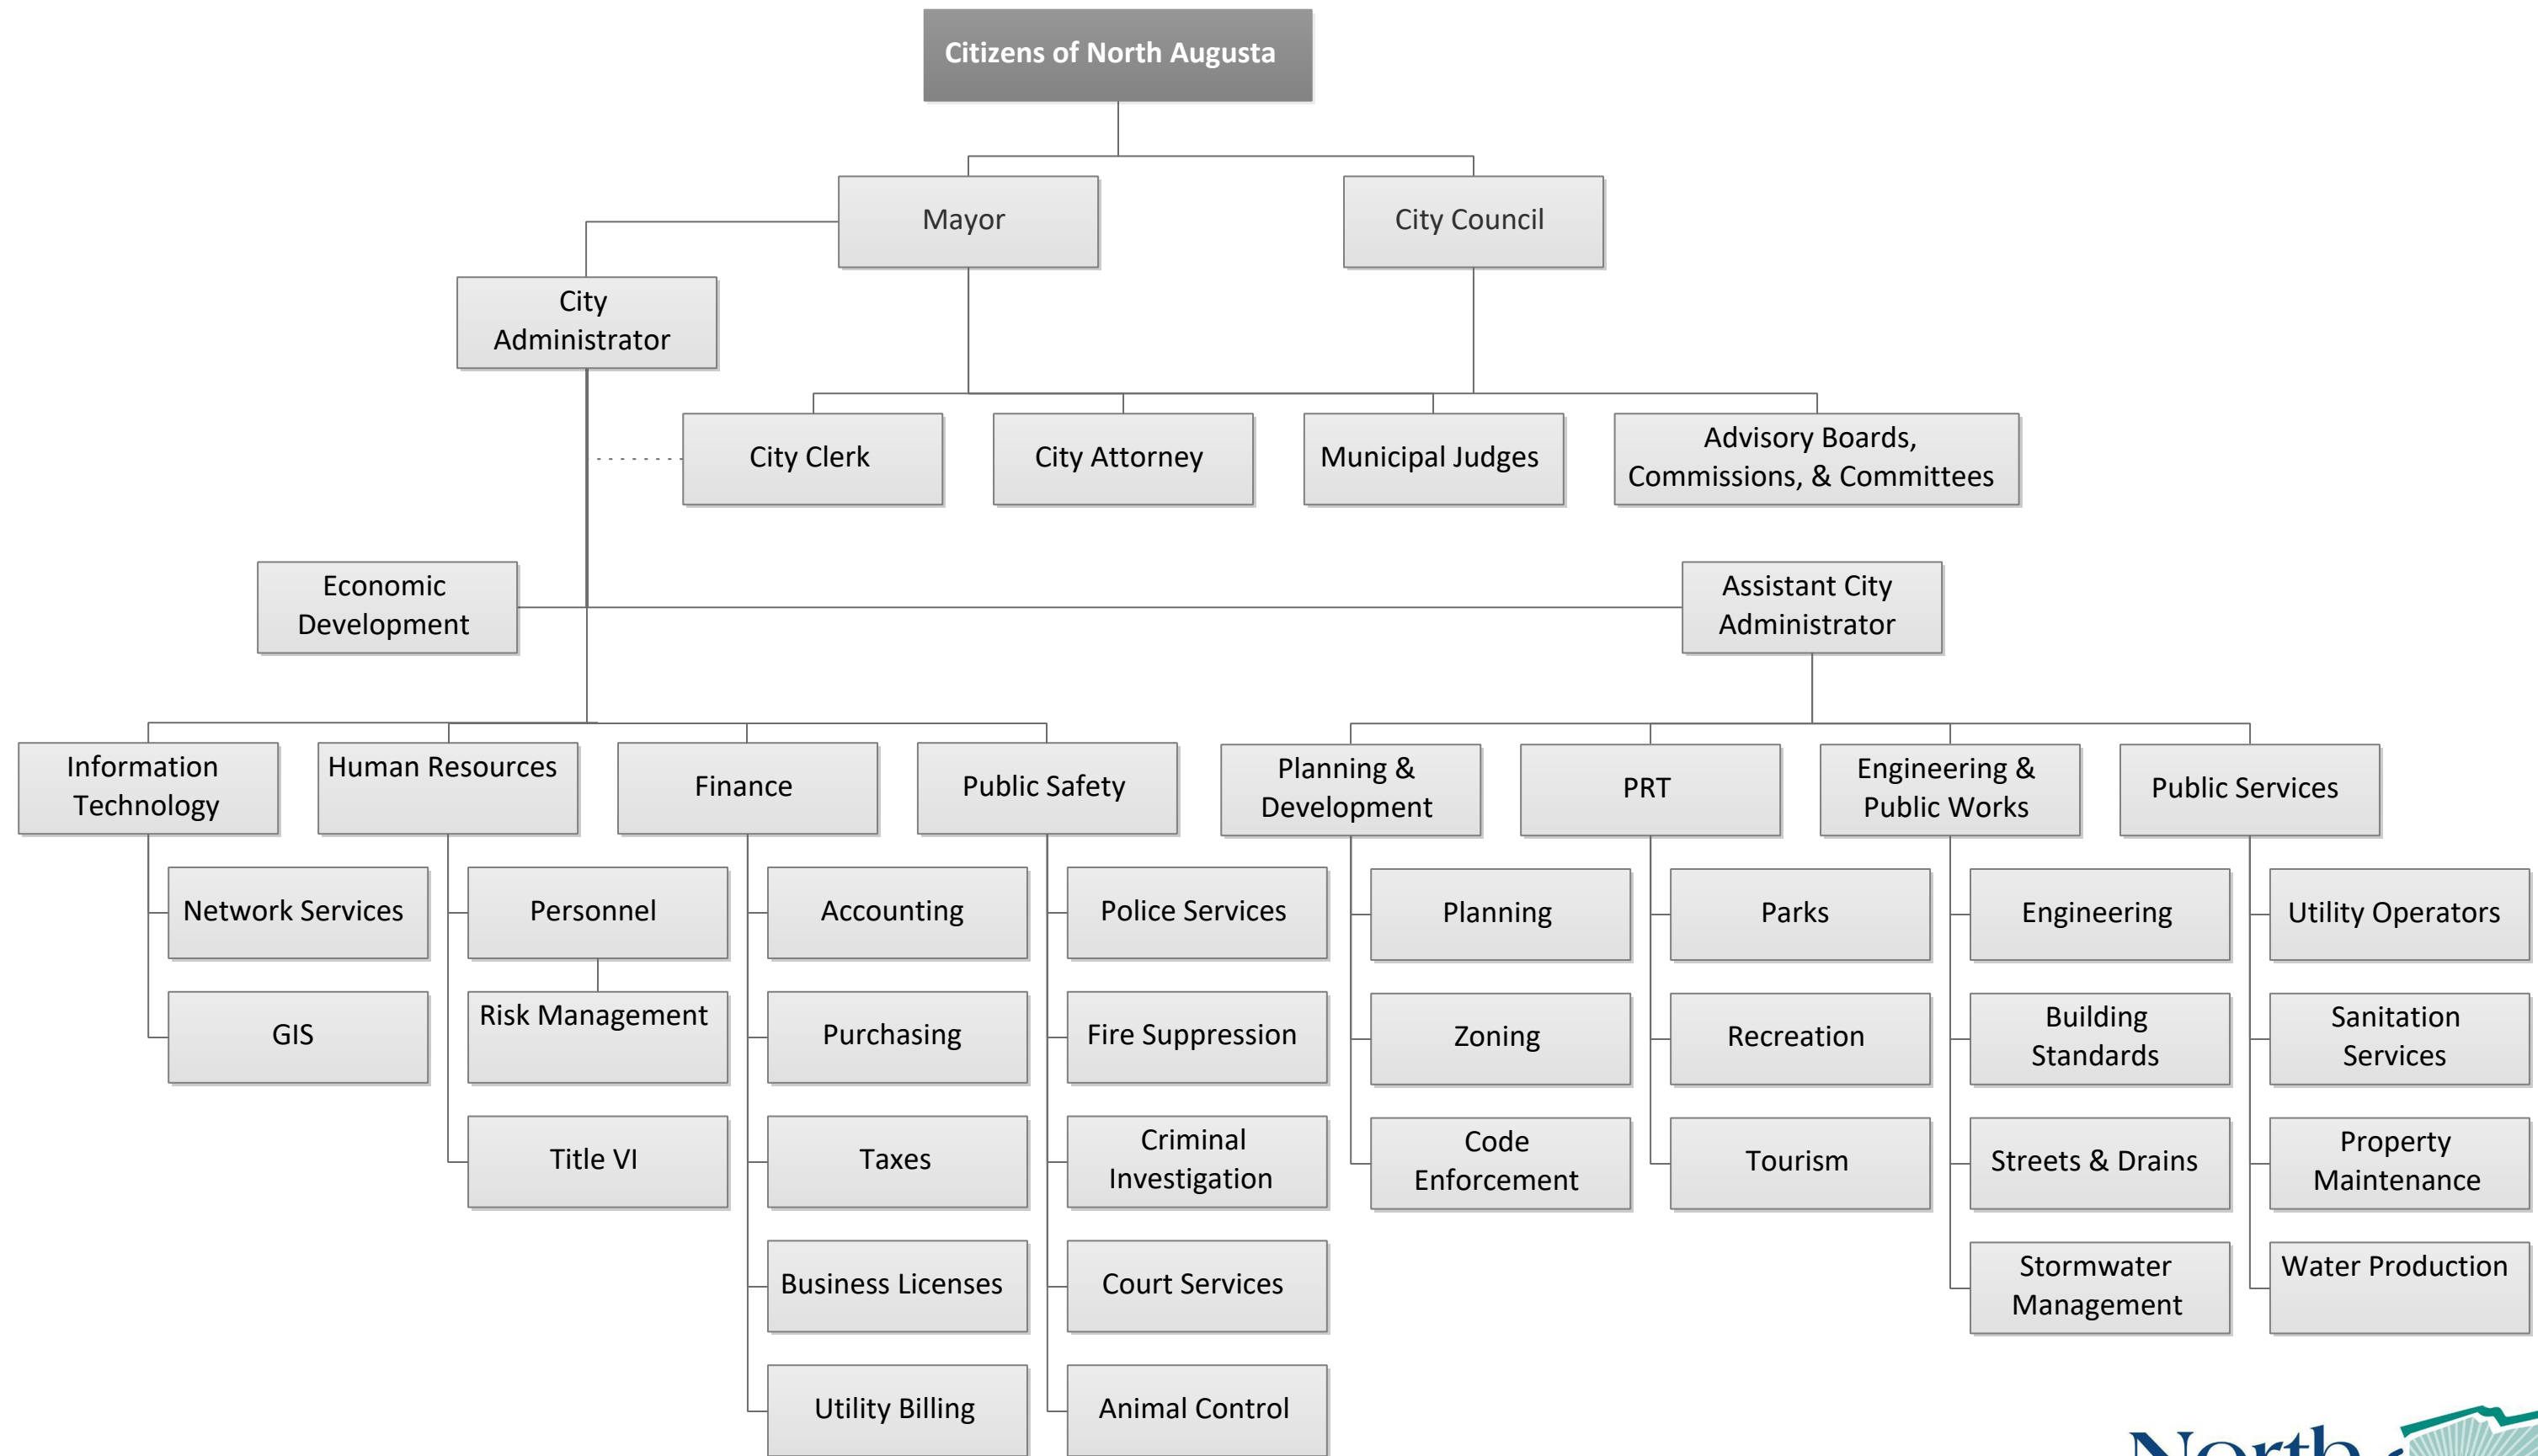 Citizens of North Augusta
Mayor
City Council
City
Administrator
City Clerk
City Attorney
Municipal Judges
Advisory Boards,
Commissions, & Committees
Economic
Development
Assistant City
Administrator
Information
Technology
Human Resources
Finance
Public Safety
Planning &
Development
PRT
Engineering &
Public Works
Public Services
Network Services
Personnel
Accounting
Police Services
Planning
Parks
Engineering
Utility Operators
GIS
Risk Management
Purchasing
Fire Suppression
Zoning
Recreation
Building
Standards
Sanitation
Services
Title VI
Taxes
Criminal
Investigation
Code
Enforcement
Tourism
Streets & Drains
Property
Maintenance
Business Licenses
Court Services
Stormwater
Management
Water Production
Utility Billing
Animal Control
North